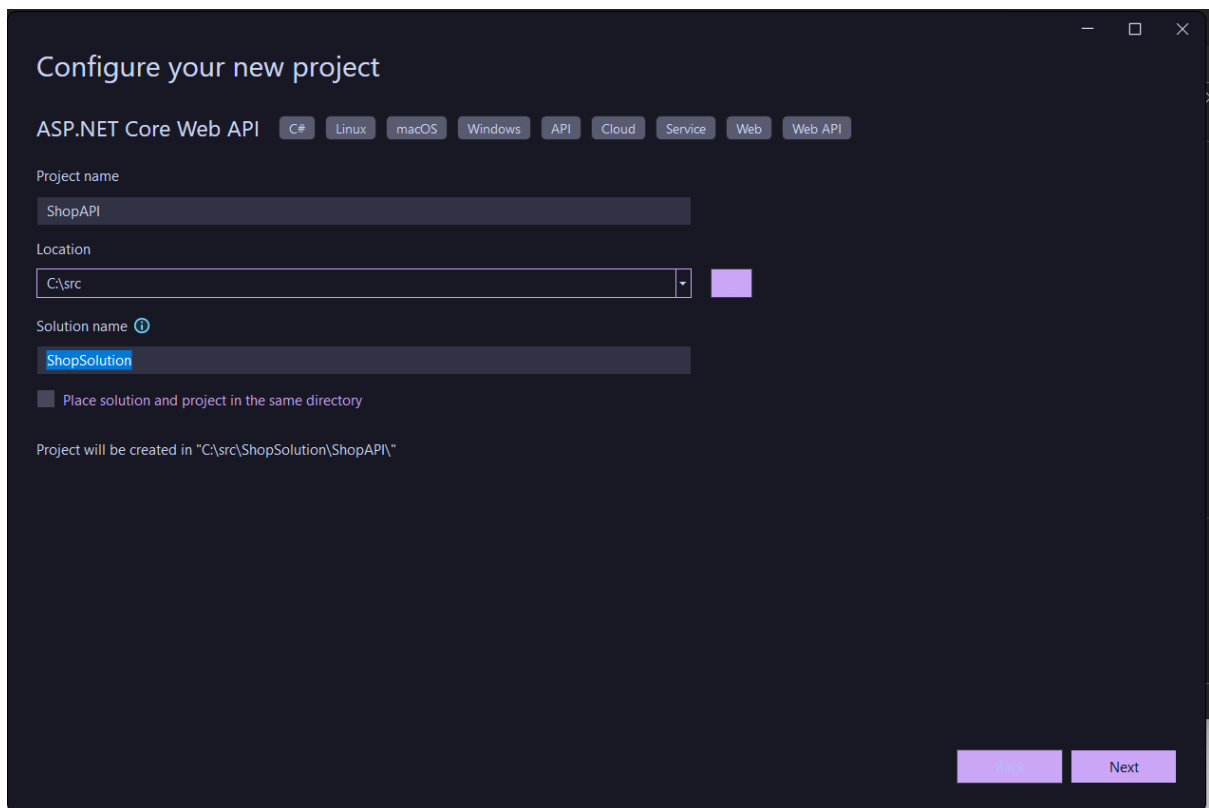 Configure your new project
ASP.NET Core Web API C# Linux macOS Windows API Cloud Service Web Web API
Project name
ShopAPI
Location
C:\src
Solution name
ShopSolution
Place solution and project in the same directory
Project will be created in "C:\src\ShopSolution\ShopAPI\"
Back Next